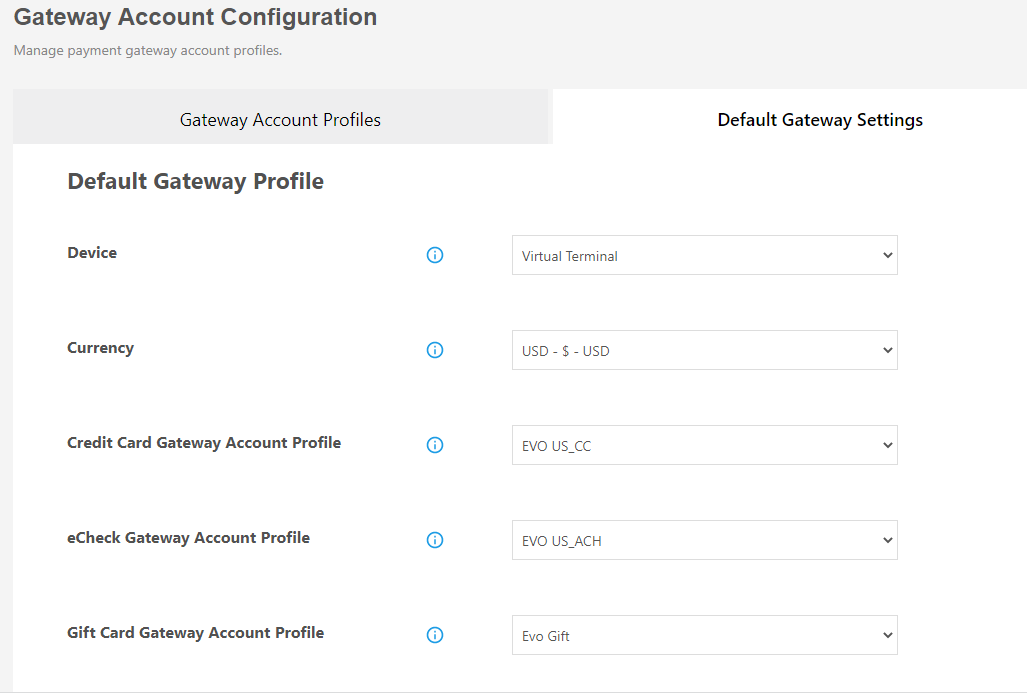 Gateway Account Configuration
Manage payment gateway account profiles.
Gateway Account Profiles
Default Gateway Settings
Default Gateway Profile
Device
Virtual Terminal
Currency
USD - $ - USD
Credit Card Gateway Account Profile
EVO US_CC
eCheck Gateway Account Profile
EVO US_ACH
Gift Card Gateway Account Profile
Evo Gift